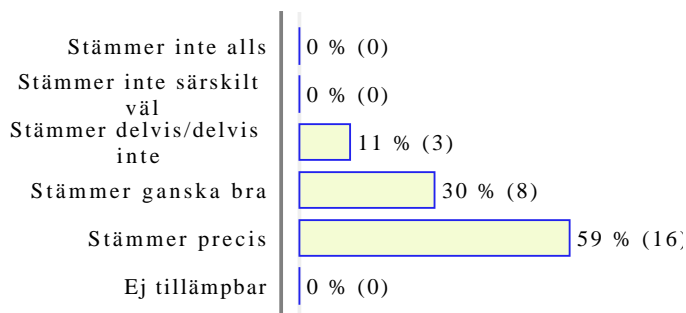 Stämmer inte alls 0 % (0)
Stämmer inte särskilt
väl 0 % (0)
Stämmer delvis/delvis
inte 11 % (3)
Stämmer ganska bra 30 % (8)
Stämmer precis 59 % (16)
Ej tillämpbar 0 % (0)